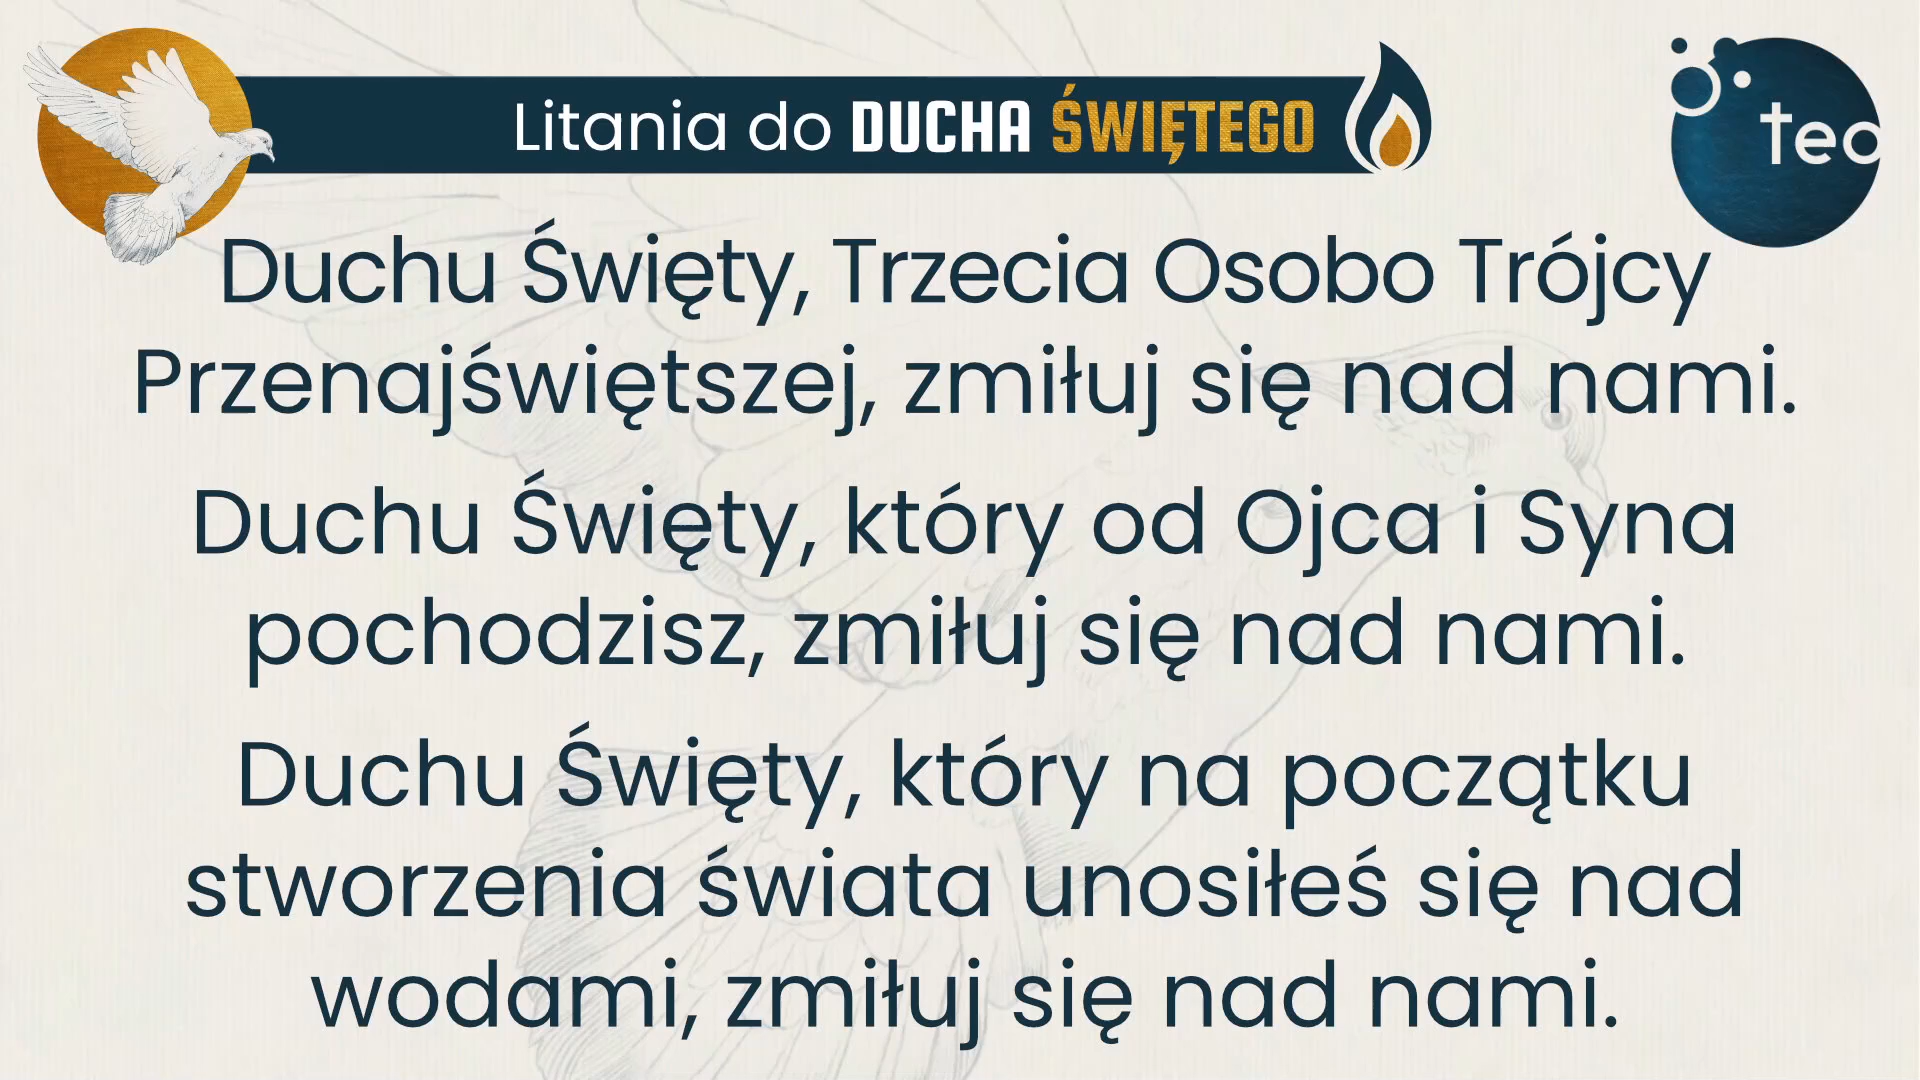 Litania do DUCHA ŚWIĘTEGO
teo
Duchu Święty, Trzecia Osobo Trójcy
Przenajświętszej, zmiłuj się nad nami.
Duchu Święty, który od Ojca i Syna
pochodzisz, zmiłuj się nad nami.
Duchu Święty, który na początku
stworzenia świata unosiłeś się nad
wodami, zmiłuj się nad nami.